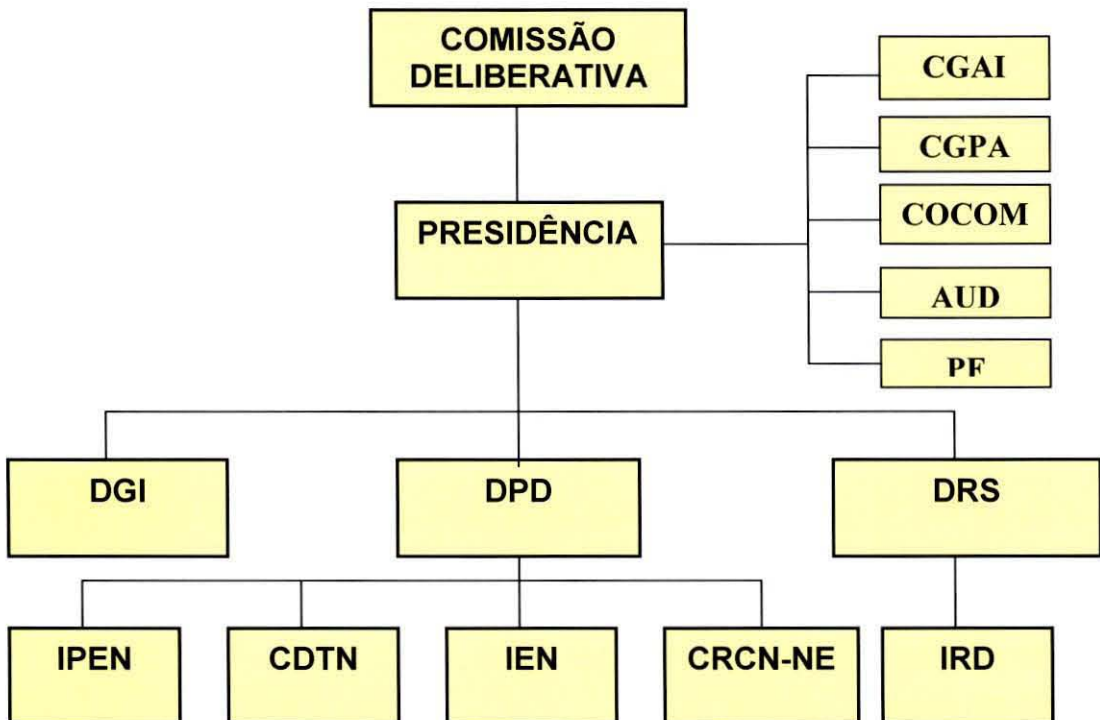 COMISSÃO
DELIBERATIVA
CGAI
CGPA
COCOM
PRESIDÊNCIA
AUD
PF
DGI
DPD
DRS
IPEN
CDTN
IEN
CRCN-NE
IRD